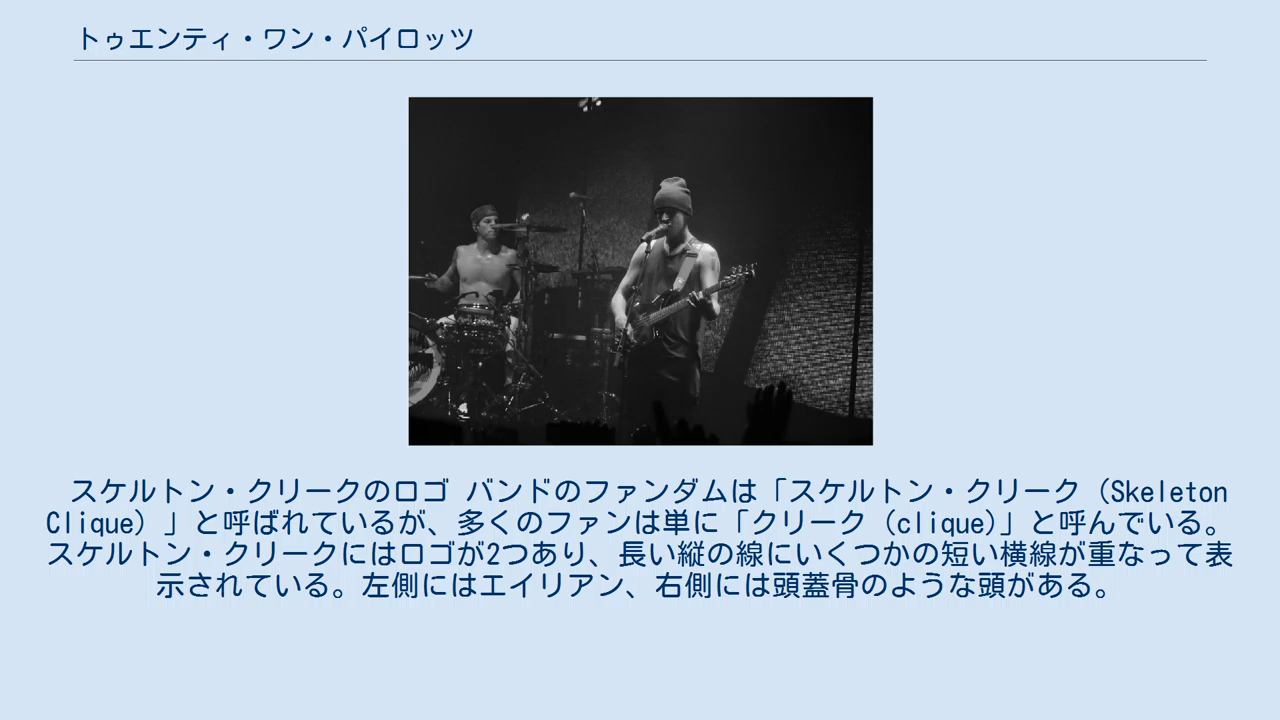 トゥエンティ・ワン・パイロッツ
スケルトン・クリークのロゴ バンドのファンダムは「スケルトン・クリーク（Skeleton
Clique）」と呼ばれているが、多くのファンは単に「クリーク（clique)」と呼んでいる。
スケルトン・クリークにはロゴが2つあり、長い縦の線にいくつかの短い横線が重なって表
示されている。左側にはエイリアン、右側には頭蓋骨のような頭がある。